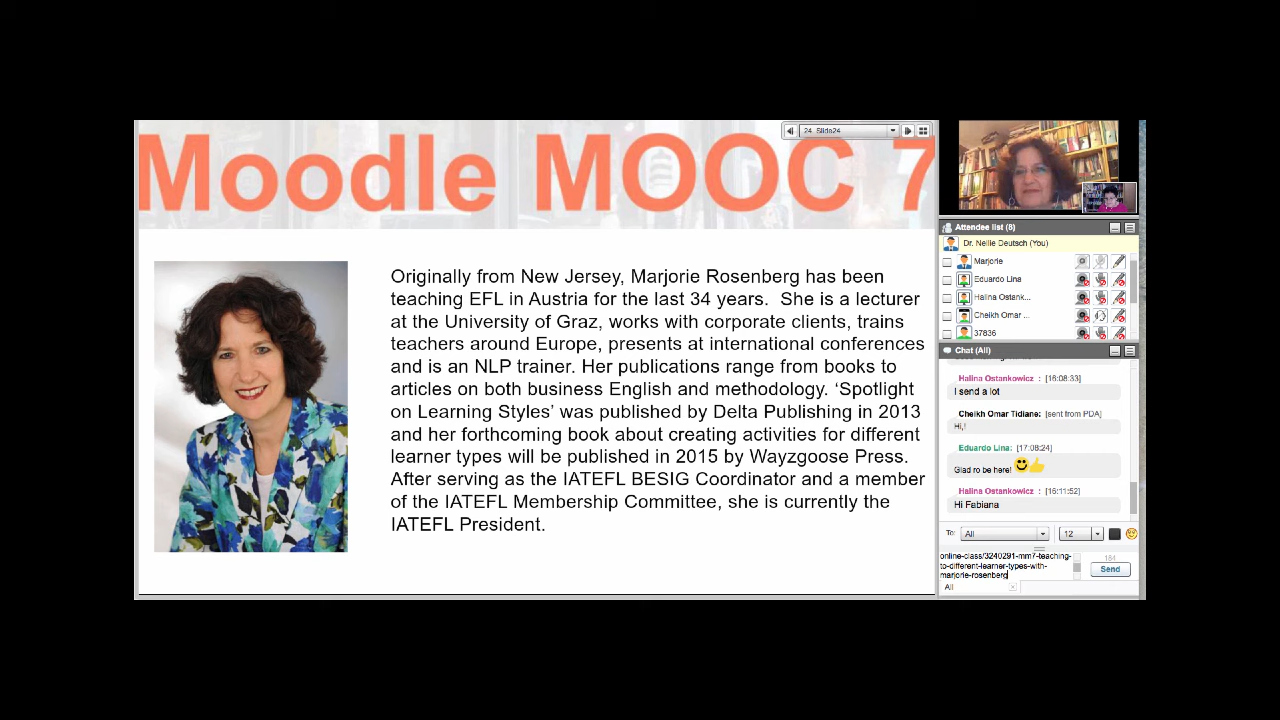 Moodle MOOC 7
24. Slide24
Originally from New Jersey, Marjorie Rosenberg has been
teaching EFL in Austria for the last 34 years. She is a lecturer
at the University of Graz, works with corporate clients, trains
teachers around Europe, presents at international conferences
and is an NLP trainer. Her publications range from books to
articles on both business English and methodology. ‘Spotlight
on Learning Styles’ was published by Delta Publishing in 2013
and her forthcoming book about creating activities for different
learner types will be published in 2015 by Wayzgoose Press.
After serving as the IATEFL BESIG Coordinator and a member
of the IATEFL Membership Committee, she is currently the
IATEFL President.
Attendee list (8)
Dr. Nellie Deutsch (You)
Marjorie
Eduardo Lina
Halina Ostank...
Cheikh Omar ...
37836
Chat (All)
Halina Ostankowicz : [16:08:33]
I send a lot
Cheikh Omar Tidiane: [sent from PDA]
Hi,!
Eduardo Lina: [17:08:24]
Glad ro be here!
Halina Ostankowicz : [16:11:52]
Hi Fabiana
To: All 12
online-class/3240291-mm7-teaching-
to-different-learner-types-with-
marjorie-rosenberg
184
Send
All